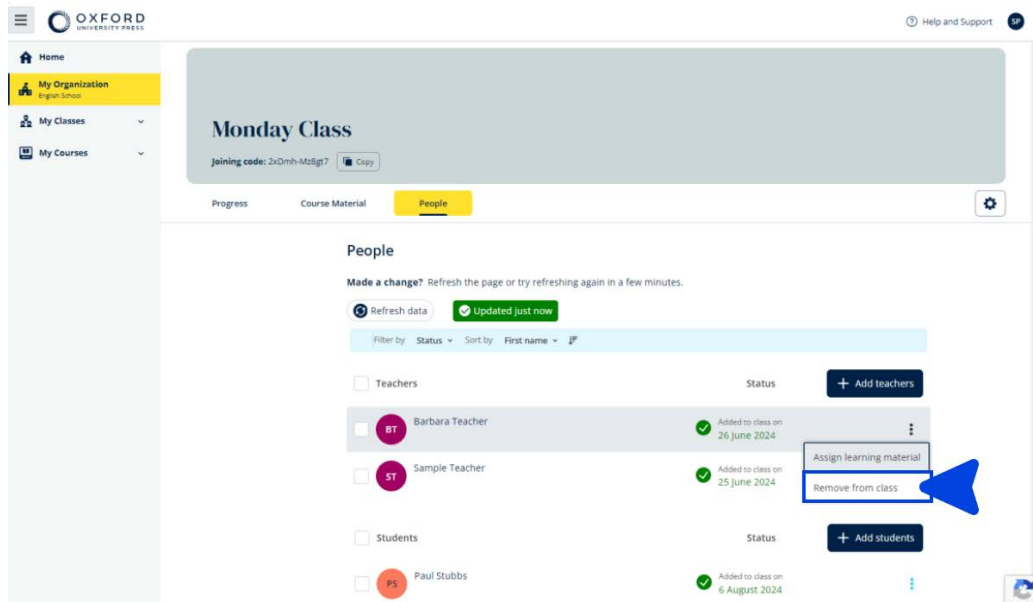 OXFORD
UNIVERSITY PRESS
Help and Support
SP
Home
My Organization
English School
My Classes
My Courses
Monday Class
Joining code: 2xDmh-Mz8gt7
Copy
Progress
Course Material
People
People
Made a change? Refresh the page or try refreshing again in a few minutes.
Refresh data
Updated just now
Filter by Status Sort by First name
Teachers
Status
+ Add teachers
BT
Barbara Teacher
Added to class on
26 June 2024
Assign learning material
ST
Sample Teacher
Added to class on
25 June 2024
Remove from class
Students
Status
+ Add students
PS
Paul Stubbs
Added to class on
6 August 2024